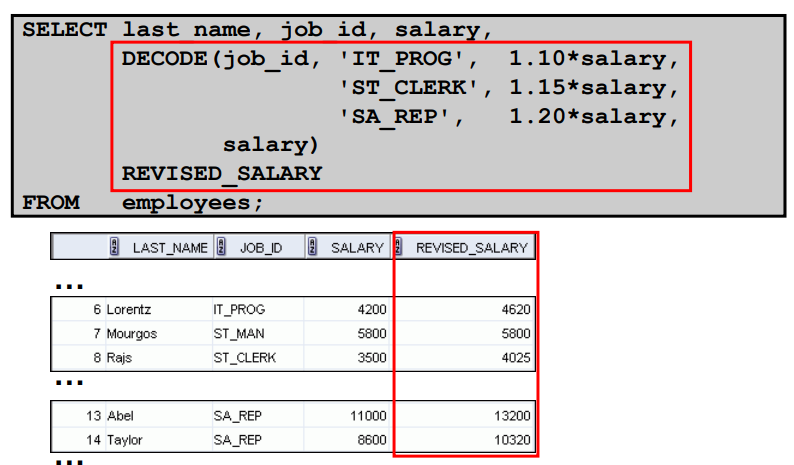 SELECT last name, job id, salary,
DECODE(job_id, 'IT_PROG', 1.10*salary,
'ST_CLERK', 1.15*salary,
'SA_REP', 1.20*salary,
salary)
REVISED_SALARY
FROM employees;
LAST_NAME JOB_ID SALARY REVISED_SALARY
...
6 Lorentz IT_PROG 4200 4620
7 Mourgos ST_MAN 5800 5800
8 Rajs ST_CLERK 3500 4025
...
13 Abel SA_REP 11000 13200
14 Taylor SA_REP 8600 10320
...